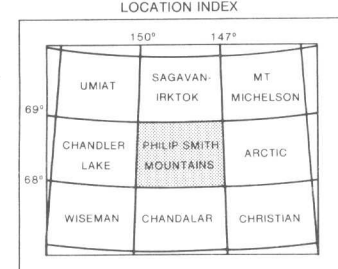 LOCATION INDEX
150° 147°
UMIAT SAGAVAN- MT
IRKTOK MICHELSON
69°
CHANDLER PHILIP SMITH ARCTIC
LAKE MOUNTAINS
68°
WISEMAN CHANDALAR CHRISTIAN